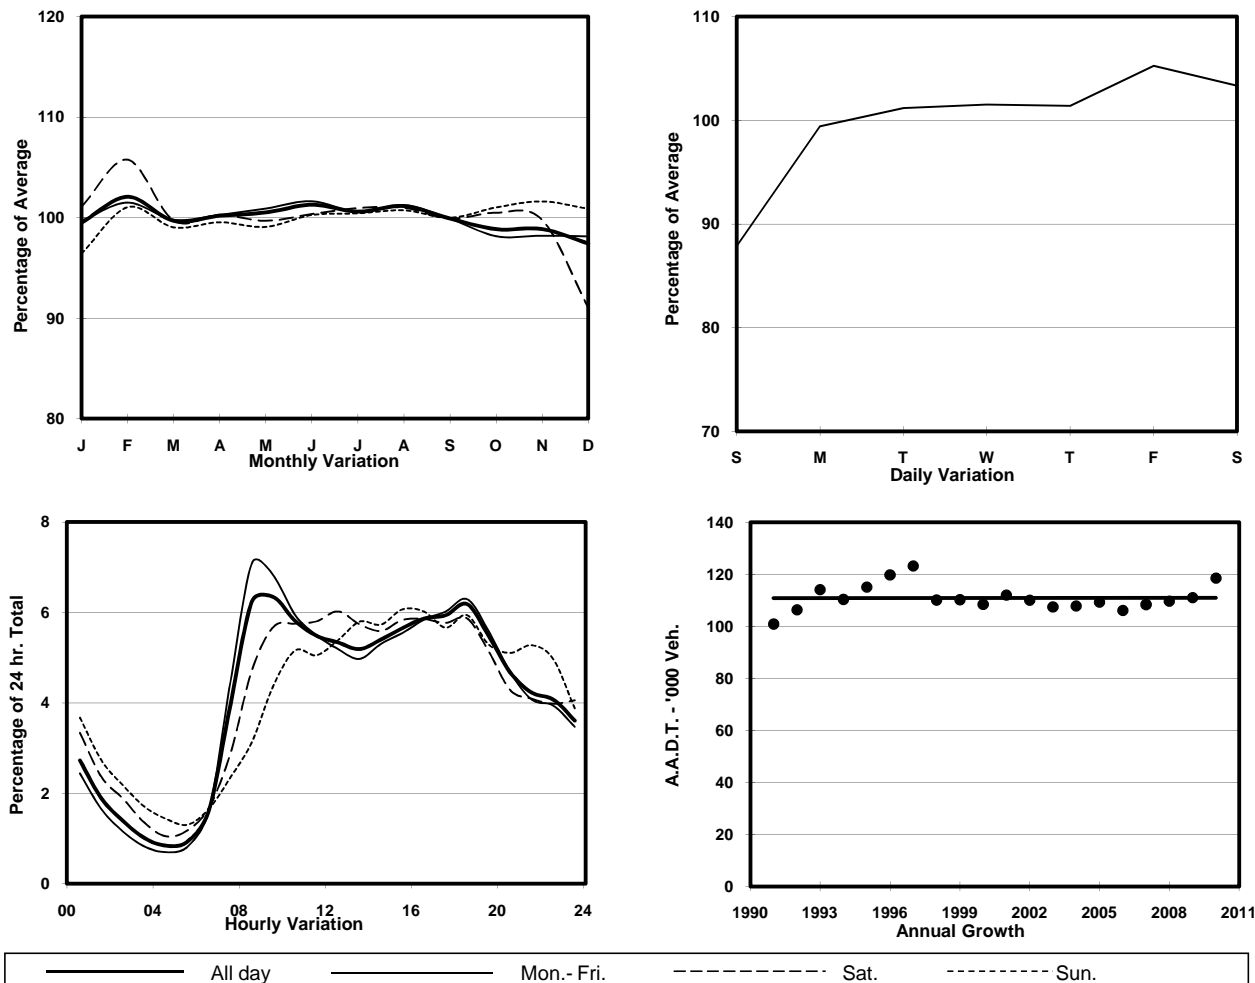 120
110
100
90
80
Percentage of Average
J F M A M J J A S O N D
Monthly Variation
110
100
90
80
70
Percentage of Average
S M T W T F S
Daily Variation
8
6
4
2
0
Percentage of 24 hr. Total
00 04 08 12 16 20 24
Hourly Variation
140
120
100
80
60
40
20
0
A.A.D.T. - '000 Veh.
1990 1993 1996 1999 2002 2005 2008 2011
Annual Growth
All day Mon.- Fri. Sat. Sun.